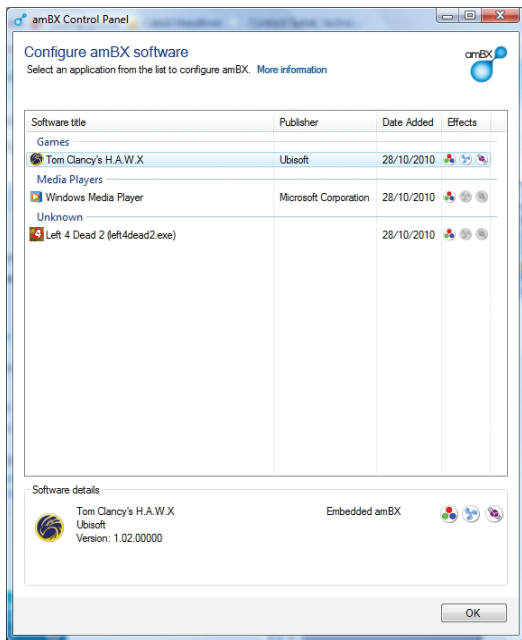 amBX Control Panel
Configure amBX software
Select an application from the list to configure amBX. More information
amBX
Software title Publisher Date Added Effects
Games
Tom Clancy's H.A.W.X Ubisoft 28/10/2010
Media Players
Windows Media Player Microsoft Corporation 28/10/2010
Unknown
Left 4 Dead 2 (left4dead2.exe) 28/10/2010
Software details
Tom Clancy's H.A.W.X Embedded amBX
Ubisoft
Version: 1.02.00000
OK